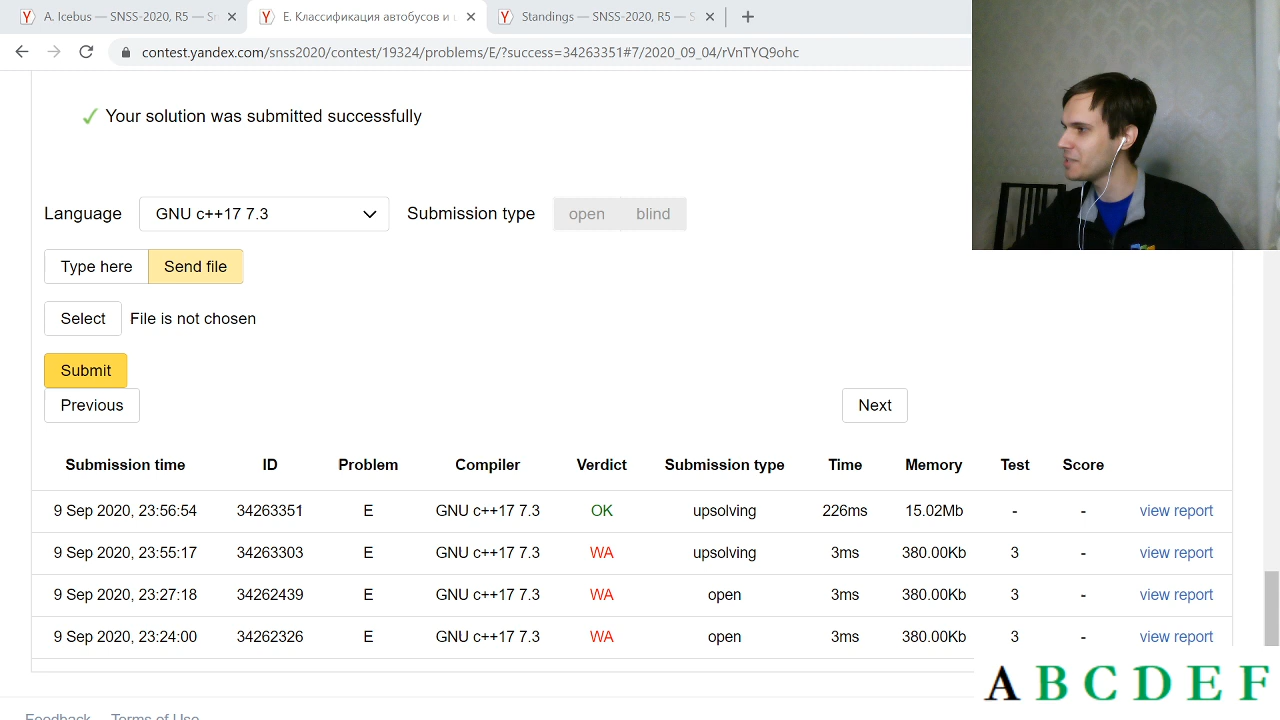 A. Icebus — SNSS-2020, R5 — Sn
E. Классификация автобусов и ц
Standings — SNSS-2020, R5 — S
contest.yandex.com/snss2020/contest/19324/problems/E/?success=34263351#7/2020_09_04/rVnTYQ9ohc
Your solution was submitted successfully
Language GNU c++17 7.3 Submission type open blind
Type here Send file
Select File is not chosen
Submit
Previous Next
Submission time ID Problem Compiler Verdict Submission type Time Memory Test Score
9 Sep 2020, 23:56:54 34263351 E GNU c++17 7.3 OK upsolving 226ms 15.02Mb - - view report
9 Sep 2020, 23:55:17 34263303 E GNU c++17 7.3 WA upsolving 3ms 380.00Kb 3 - view report
9 Sep 2020, 23:27:18 34262439 E GNU c++17 7.3 WA open 3ms 380.00Kb 3 - view report
9 Sep 2020, 23:24:00 34262326 E GNU c++17 7.3 WA open 3ms 380.00Kb 3 - view report
A B C D E F
Feedback Terms of Use